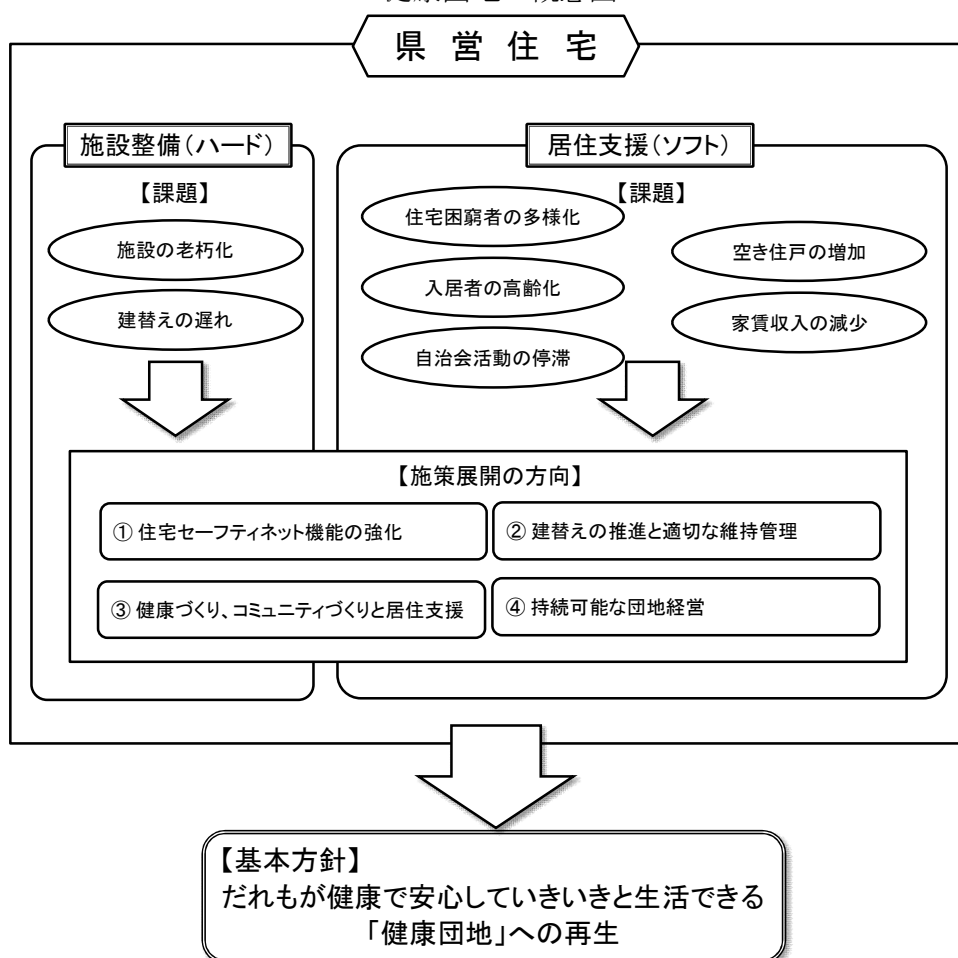 県営住宅
施設整備(ハード)
【課題】
施設の老朽化
建替えの遅れ
居住支援(ソフト)
【課題】
住宅困窮者の多様化
入居者の高齢化
自治会活動の停滞
空き住戸の増加
家賃収入の減少
【施策展開の方向】
① 住宅セーフティネット機能の強化
② 建替えの推進と適切な維持管理
③ 健康づくり、コミュニティづくりと居住支援
④ 持続可能な団地経営
【基本方針】
だれもが健康で安心していきいきと生活できる
「健康団地」への再生